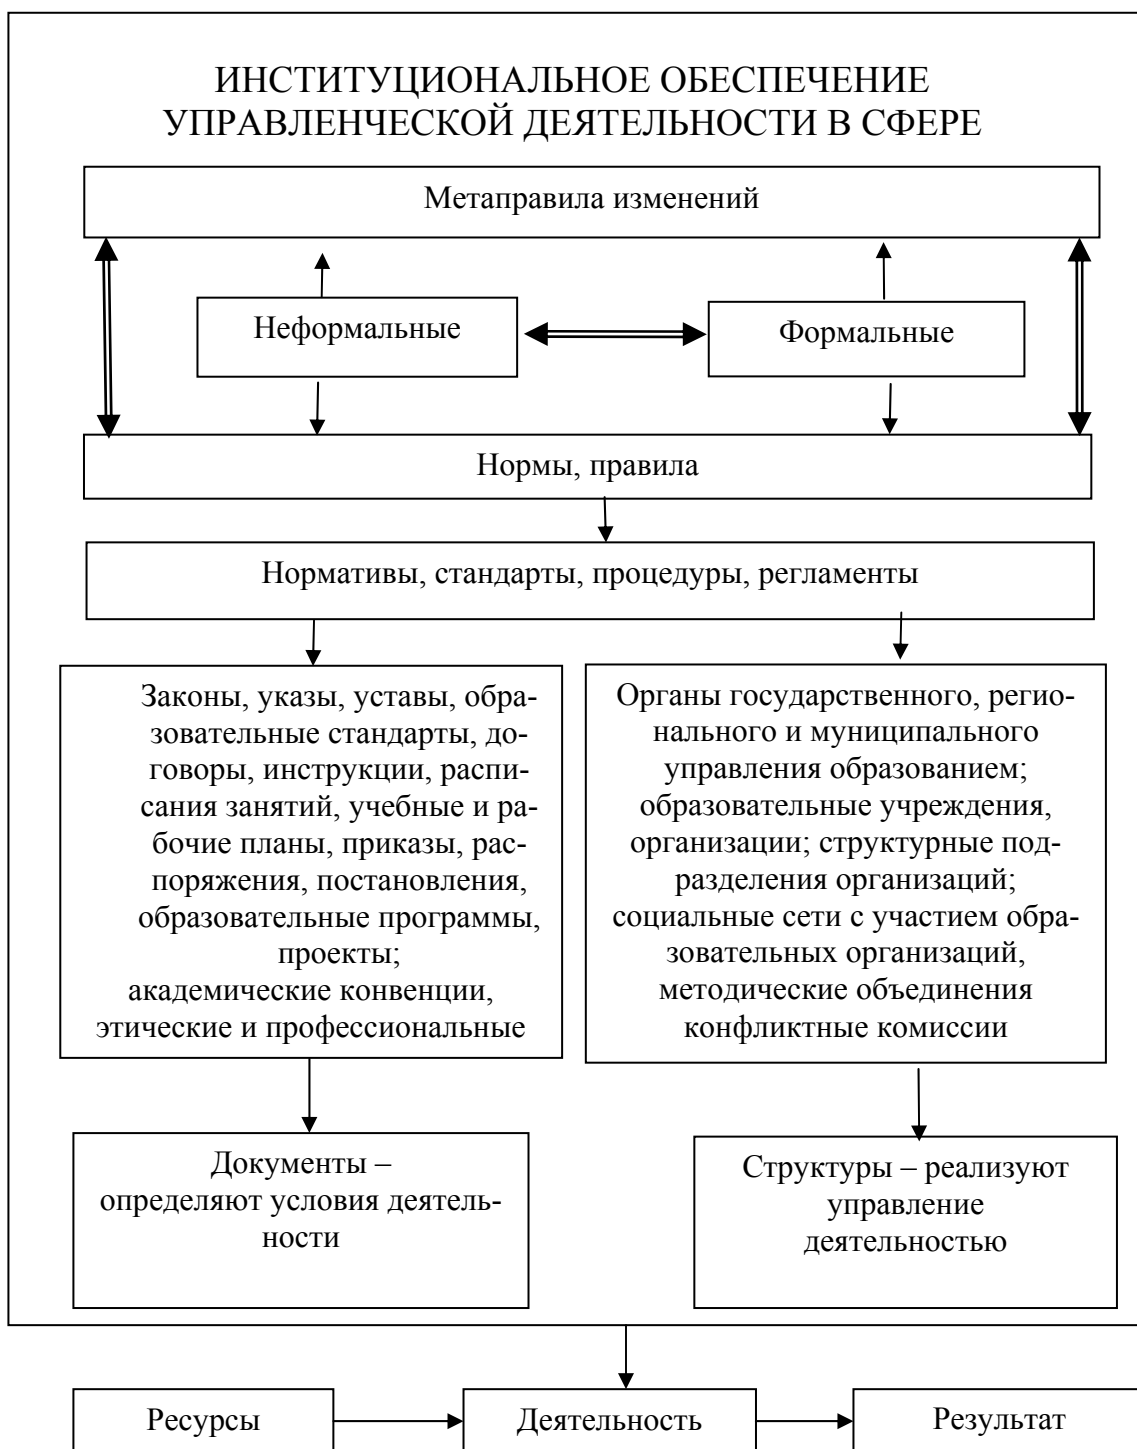 ИНСТИТУЦИОНАЛЬНОЕ ОБЕСПЕЧЕНИЕ
УПРАВЛЕНЧЕСКОЙ ДЕЯТЕЛЬНОСТИ В СФЕРЕ
Метаправила изменений
Неформальные
Формальные
Нормы, правила
Нормативы, стандарты, процедуры, регламенты
Законы, указы, уставы, обра-
зовательные стандарты, до-
говоры, инструкции, распи-
сания занятий, учебные и ра-
бочие планы, приказы, рас-
поряжения, постановления,
образовательные программы,
проекты;
академические конвенции,
этические и профессиональные
Органы государственного, регио-
нального и муниципального
управления образованием;
образовательные учреждения,
организации; структурные под-
разделения организаций;
социальные сети с участием обра-
зовательных организаций,
методические объединения
конфликтные комиссии
Документы –
определяют условия деятель-
ности
Структуры – реализуют
управление
деятельностью
Ресурсы
Деятельность
Результат